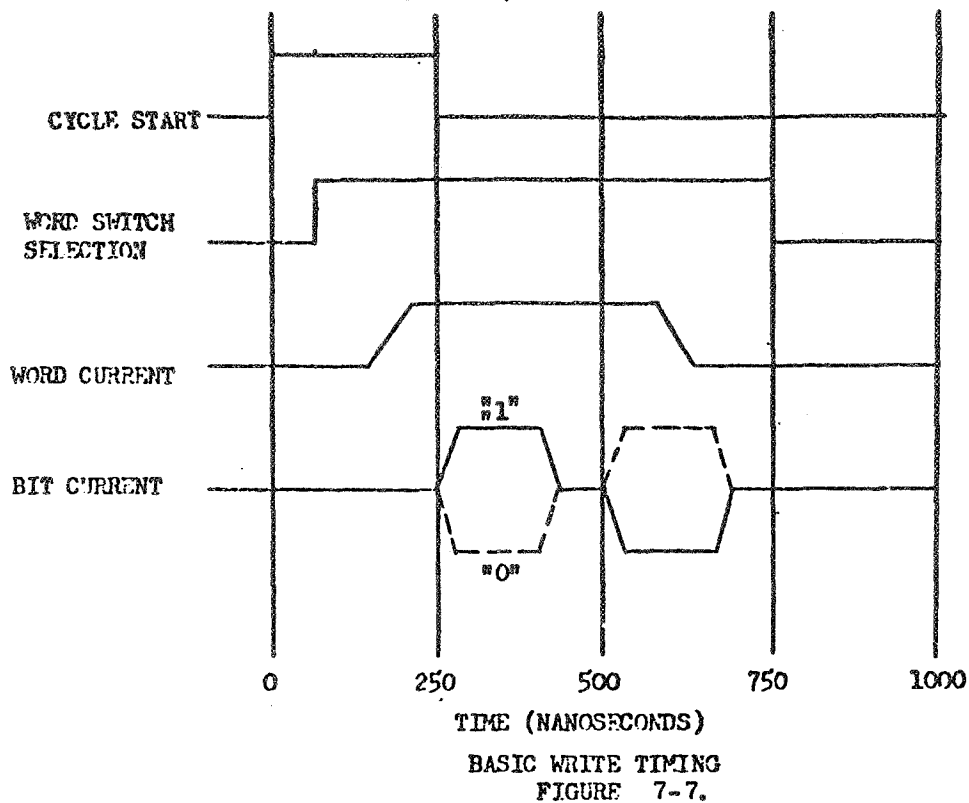 CYCLE START
WORD SWITCH
SELECTION
WORD CURRENT
"1"
BIT CURRENT
"0"
0 250 500 750 1000
TIME (NANOSECONDS)
BASIC WRITE TIMING
FIGURE 7-7.